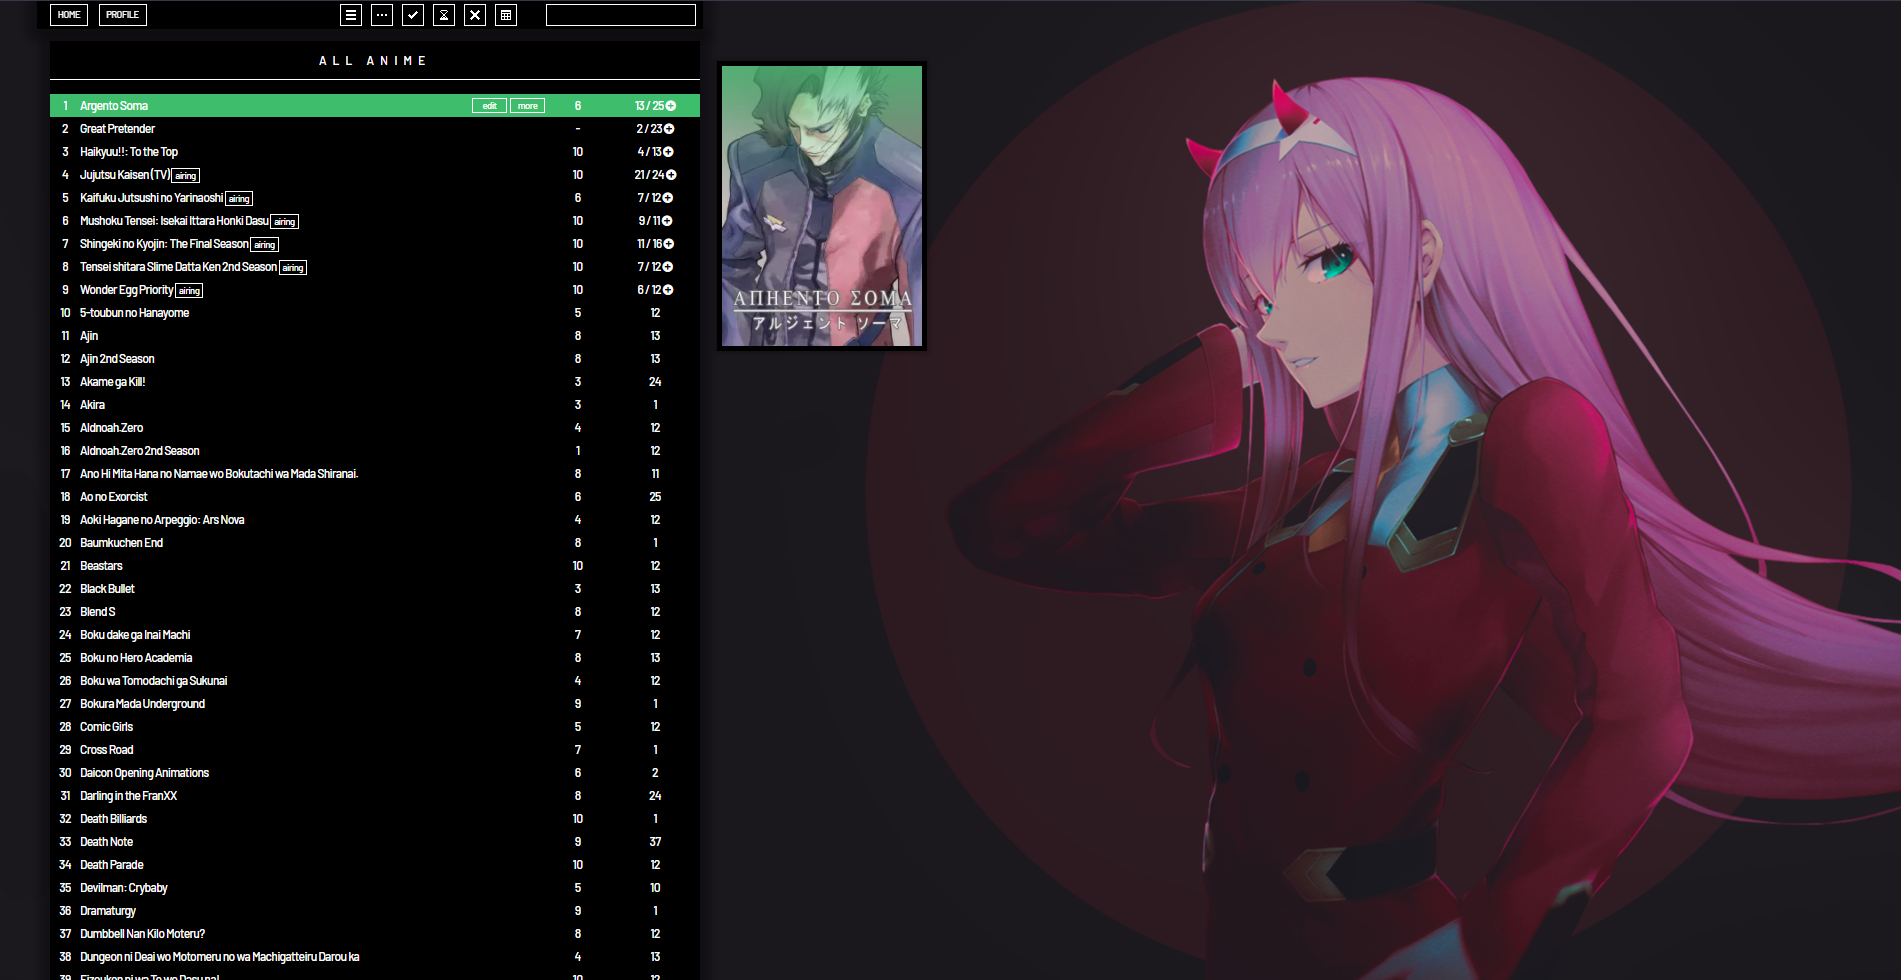 HOME PROFILE
ALL ANIME
1 Argento Soma edit more 6 13 / 25
2 Great Pretender - 2 / 23
3 Haikyuu!!: To the Top 10 4 / 13
4 Jujutsu Kaisen (TV) airing 10 21 / 24
5 Kaifuku Jutsushi no Yarinaoshi airing 6 7 / 12
6 Mushoku Tensei: Isekai Ittara Honki Dasu airing 10 9 / 11
7 Shingeki no Kyojin: The Final Season airing 10 11 / 16
8 Tensei shitara Slime Datta Ken 2nd Season airing 10 7 / 12
9 Wonder Egg Priority airing 10 6 / 12
10 5-toubun no Hanayome 5 12
11 Ajin 8 13
12 Ajin 2nd Season 8 13
13 Akame ga Kill! 3 24
14 Akira 3 1
15 Aldnoah.Zero 4 12
16 Aldnoah.Zero 2nd Season 1 12
17 Ano Hi Mita Hana no Namae wo Bokutachi wa Mada Shiranai. 8 11
18 Ao no Exorcist 6 25
19 Aoki Hagane no Arpeggio: Ars Nova 4 12
20 Baumkuchen End 8 1
21 Beastars 10 12
22 Black Bullet 3 13
23 Blend S 8 12
24 Boku dake ga Inai Machi 7 12
25 Boku no Hero Academia 8 13
26 Boku wa Tomodachi ga Sukunai 4 12
27 Bokura Mada Underground 9 1
28 Comic Girls 5 12
29 Cross Road 7 1
30 Daicon Opening Animations 6 2
31 Darling in the FranXX 8 24
32 Death Billiards 10 1
33 Death Note 9 37
34 Death Parade 10 12
35 Devilman: Crybaby 5 10
36 Dramaturgy 9 1
37 Dumbbell Nan Kilo Moteru? 8 12
38 Dungeon ni Deai wo Motomeru no wa Machigatteiru Darou ka 4 13
39 Eizouken ni wa Te wo Dasu na! 10 12
ΑΠΗΕΝΤΟ ΣΟΜΑ
アルジェント ソーマ